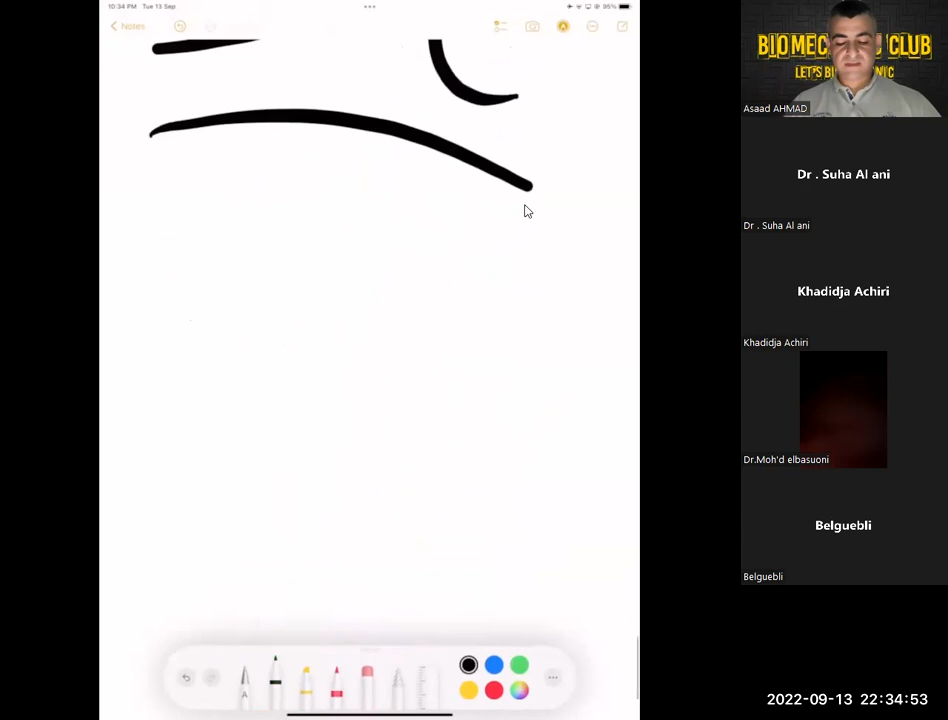 10:34 PM Tue 13 Sep
95%
Notes
BIOMEC CLUB
LET'S BI NIC
Asaad AHMAD
Dr . Suha Al ani
Dr . Suha Al ani
Khadidja Achiri
Khadidja Achiri
Dr.Moh'd elbasuoni
Belguebli
Belguebli
A
2022-09-13 22:34:53